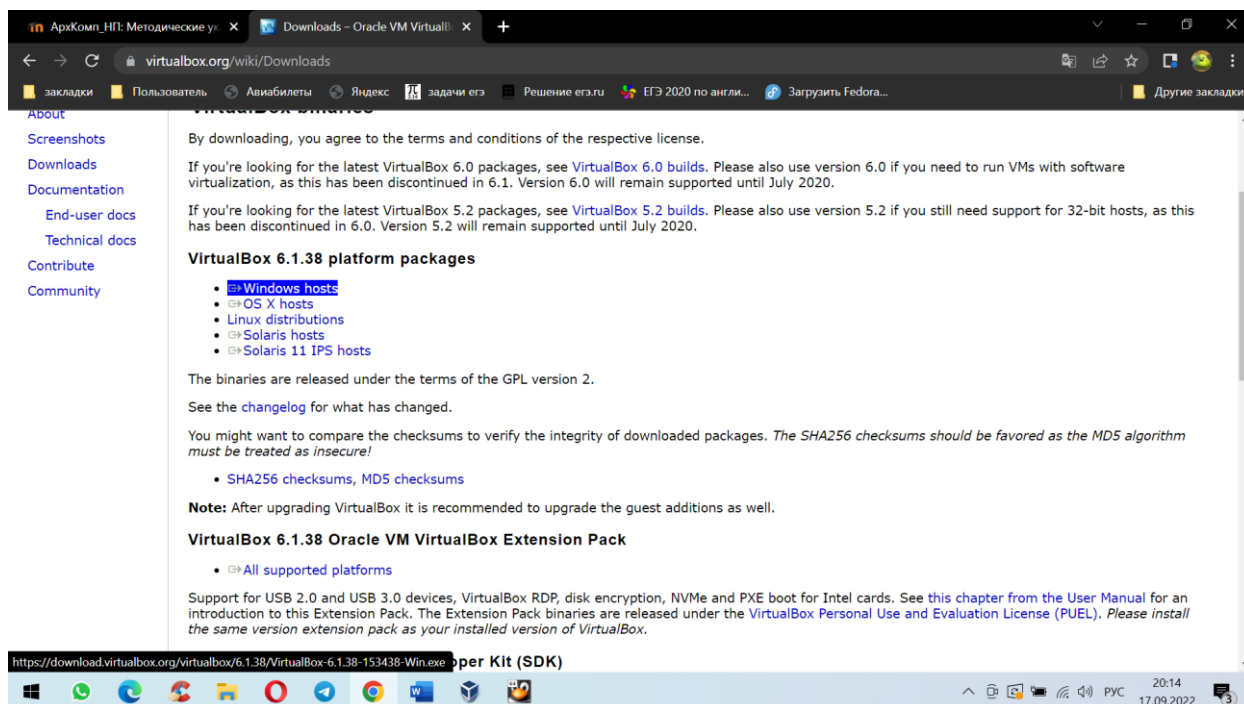 АрхКомп_НП: Методические ук
Downloads – Oracle VM VirtualB
virtualbox.org/wiki/Downloads
закладки
Пользователь
Авиабилеты
Яндекс
задачи егэ
Решение егэ.ru
ЕГЭ 2020 по англи...
Загрузить Fedora...
Другие закладки
About
Screenshots
Downloads
Documentation
End-user docs
Technical docs
Contribute
Community
VirtualBox binaries
By downloading, you agree to the terms and conditions of the respective license.
If you're looking for the latest VirtualBox 6.0 packages, see VirtualBox 6.0 builds. Please also use version 6.0 if you need to run VMs with software
virtualization, as this has been discontinued in 6.1. Version 6.0 will remain supported until July 2020.
If you're looking for the latest VirtualBox 5.2 packages, see VirtualBox 5.2 builds. Please also use version 5.2 if you still need support for 32-bit hosts, as this
has been discontinued in 6.0. Version 5.2 will remain supported until July 2020.
VirtualBox 6.1.38 platform packages
Windows hosts
OS X hosts
Linux distributions
Solaris hosts
Solaris 11 IPS hosts
The binaries are released under the terms of the GPL version 2.
See the changelog for what has changed.
You might want to compare the checksums to verify the integrity of downloaded packages. The SHA256 checksums should be favored as the MD5 algorithm
must be treated as insecure!
SHA256 checksums, MD5 checksums
Note: After upgrading VirtualBox it is recommended to upgrade the guest additions as well.
VirtualBox 6.1.38 Oracle VM VirtualBox Extension Pack
All supported platforms
Support for USB 2.0 and USB 3.0 devices, VirtualBox RDP, disk encryption, NVMe and PXE boot for Intel cards. See this chapter from the User Manual for an
introduction to this Extension Pack. The Extension Pack binaries are released under the VirtualBox Personal Use and Evaluation License (PUEL). Please install
the same version extension pack as your installed version of VirtualBox.
https://download.virtualbox.org/virtualbox/6.1.38/VirtualBox-6.1.38-153438-Win.exe
oper Kit (SDK)
РУС
20:14
17.09.2022
3